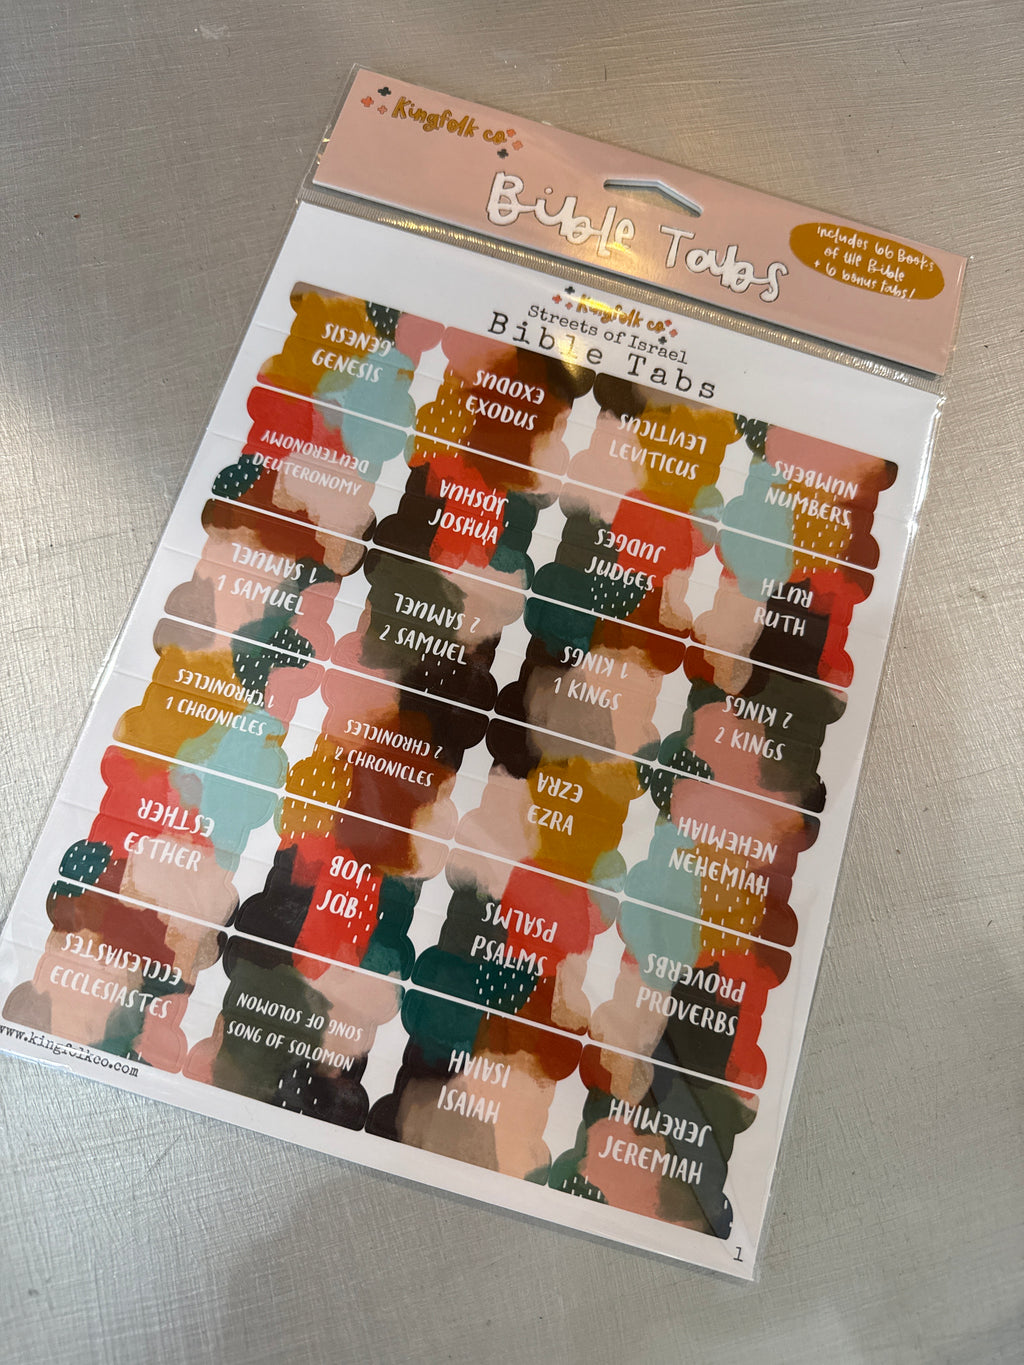 Kingfolk co
Bible Tabs
Includes 66 Books
of the Bible
+ 6 bonus tabs!
Kingfolk co
Streets of Israel
Bible Tabs
GENESIS
GENESIS
EXODUS
EXODUS
LEVITICUS
LEVITICUS
NUMBERS
NUMBERS
DEUTERONOMY
DEUTERONOMY
JOSHUA
JOSHUA
JUDGES
JUDGES
RUTH
RUTH
1 SAMUEL
1 SAMUEL
2 SAMUEL
2 SAMUEL
1 KINGS
1 KINGS
2 KINGS
2 KINGS
1 CHRONICLES
1 CHRONICLES
2 CHRONICLES
2 CHRONICLES
EZRA
EZRA
NEHEMIAH
NEHEMIAH
ESTHER
ESTHER
JOB
JOB
PSALMS
PSALMS
PROVERBS
PROVERBS
ECCLESIASTES
ECCLESIASTES
SONG OF SOLOMON
SONG OF SOLOMON
ISAIAH
ISAIAH
JEREMIAH
JEREMIAH
www.kingfolkco.com
1